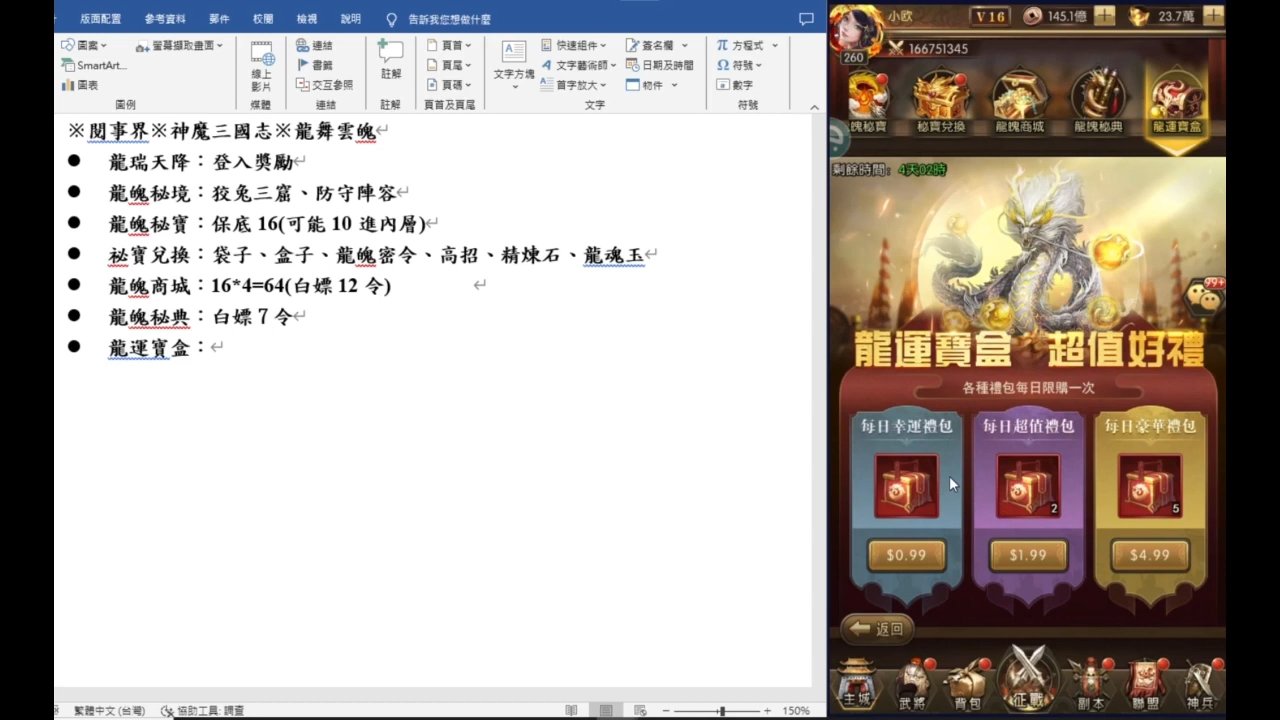 版面配置 參考資料 郵件 校閱 檢視 說明 告訴我您想做什麼
圖案 螢幕擷取畫面
SmartArt...
圖表
圖例
線上影片
媒體
連結
書籤
交互參照
連結
註解
註解
頁首
頁尾
頁碼
頁首及頁尾
文字方塊
快速組件
文字藝術師
首字放大
簽名欄
日期及時間
物件
文字
方程式
符號
數字
符號
※閱事界※神魔三國志※龍舞雲魄
龍瑞天降：登入獎勵
龍魄秘境：狡兔三窟、防守陣容
龍魄秘寶：保底 16(可能 10 進內層)
祕寶兌換：袋子、盒子、龍魄密令、高招、精煉石、龍魂玉
龍魄商城：16*4=64(白嫖 12 令)
龍魄秘典：白嫖 7 令
龍運寶盒：
繁體中文 (台灣) 協助工具: 調查
150%
小歐 V 16 145.1億 23.7萬
260 166751345
魄秘寶 秘寶兌換 龍魄商城 龍魄秘典 龍運寶盒
剩餘時間: 4天02時
99+
龍運寶盒 超值好禮
各種禮包每日限購一次
每日幸運禮包 每日超值禮包 每日豪華禮包
2 5
$0.99 $1.99 $4.99
返回
主城 武將 背包 征戰 副本 聯盟 神兵